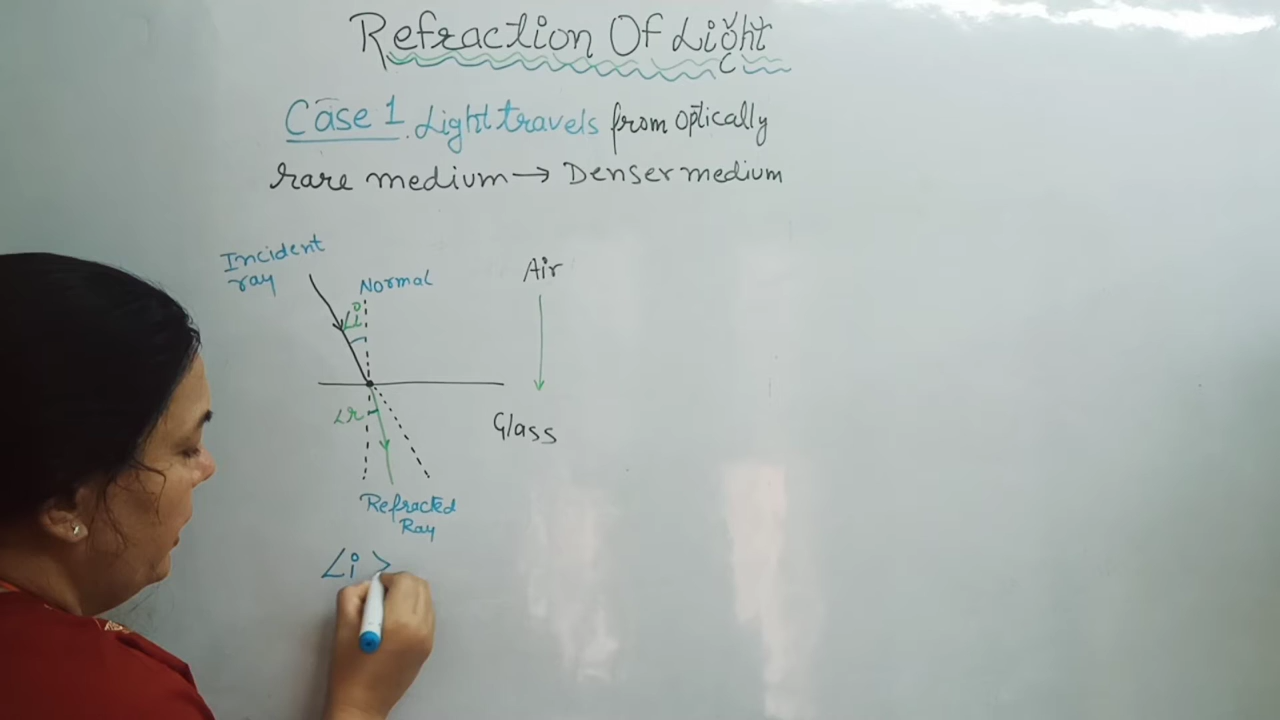 Refraction Of Light
Case 1. Light travels from optically
rare medium → Denser medium
Incident
ray
Normal
Air
∠i
∠r
Glass
Refracted
Ray
∠i >